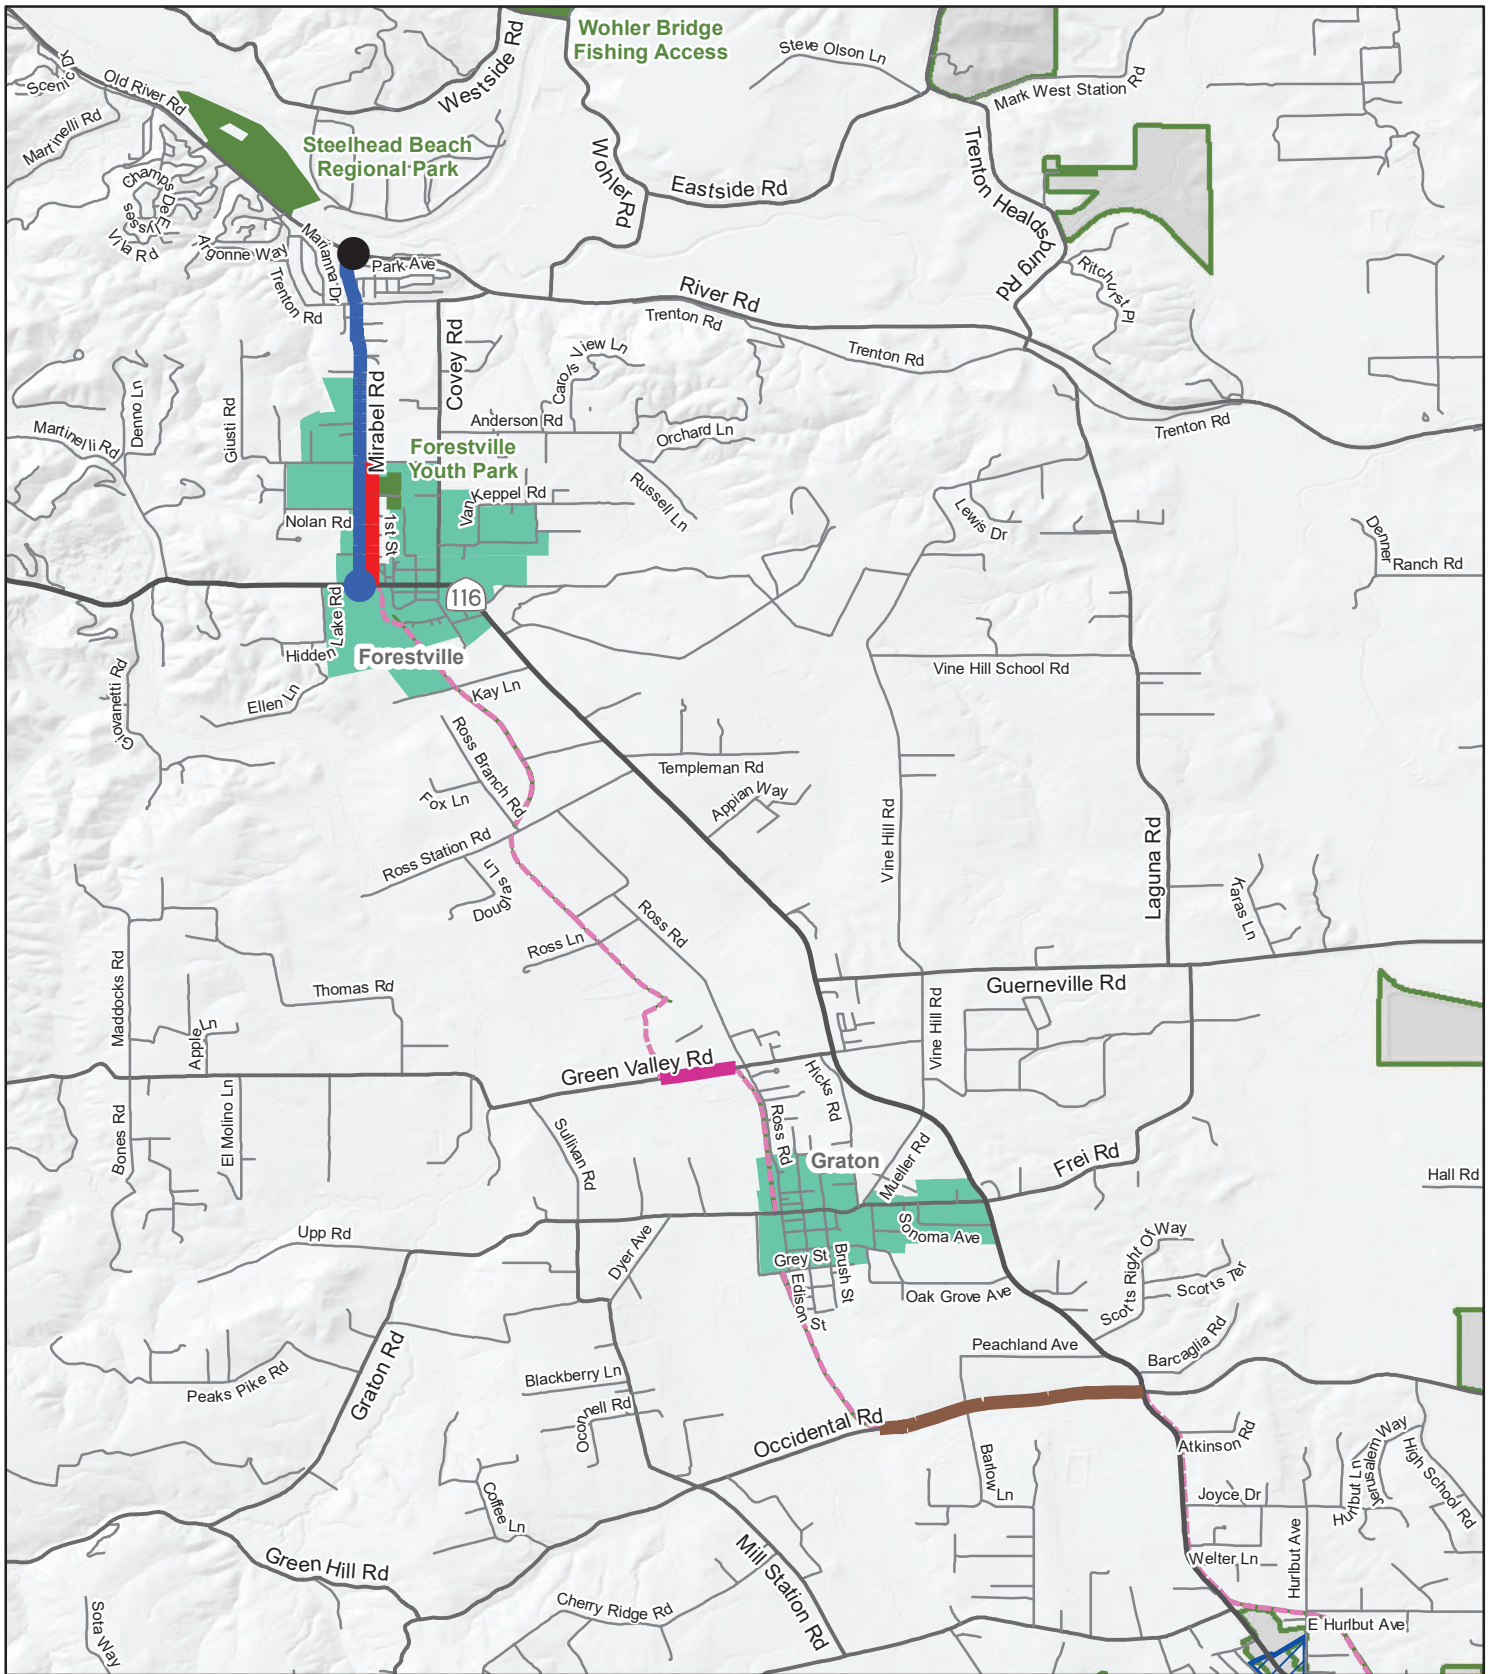 Wohler Bridge
Fishing Access
Steve Olson Ln
Westside Rd
Scenic Dr
Old River Rd
Mark West Station Rd
Martinelli Rd
Steelhead Beach
Regional Park
Wohler Rd
Eastside Rd
Trenton Healdsburg Rd
Champs De Elysses
Villa Rd
Argonne Way
Marianna Dr
Park Ave
Trenton Rd
River Rd
Ritchurst Pl
Trenton Rd
Trenton Rd
Covey Rd
Carols View Ln
Mirabel Rd
Denno Ln
Giusti Rd
Anderson Rd
Orchard Ln
Trenton Rd
Martinelli Rd
Forestville
Youth Park
Russell Ln
Van Keppel Rd
Nolan Rd
1st St
Lewis Dr
Denner
Ranch Rd
116
Hidden Lake Rd
Forestville
Vine Hill School Rd
Giovanetti Rd
Ellen Ln
Kay Ln
Ross Branch Rd
Templeman Rd
Fox Ln
Appian Way
Vine Hill Rd
Ross Station Rd
Laguna Rd
Douglas Ln
Karas Ln
Ross Rd
Ross Ln
Maddocks Rd
Thomas Rd
Guerneville Rd
Apple Ln
Vine Hill Rd
Green Valley Rd
Hicks Rd
Bones Rd
El Molino Ln
Sullivan Rd
Ross Rd
Graton
Mueller Rd
Frei Rd
Hall Rd
Upp Rd
Dyer Ave
Sonoma Ave
Grey St
Brush St
Edison St
Oak Grove Ave
Scotts Right Of Way
Scotts Ter
Peachland Ave
Barcaglia Rd
Graton Rd
Peaks Pike Rd
Blackberry Ln
Oconnell Rd
Occidental Rd
Atkinson Rd
Barlow Ln
Jerusalem Way
High School Rd
Hurlbut Ln
Joyce Dr
Coffee Ln
Mill Station Rd
Green Hill Rd
Welter Ln
Hurlbut Ave
Cherry Ridge Rd
Sota Way
E Hurlbut Ave